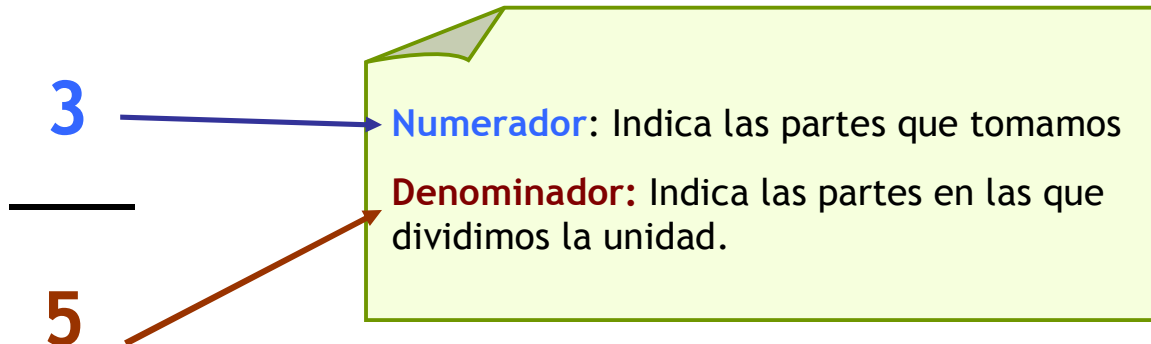 3
Numerador: Indica las partes que tomamos
Denominador: Indica las partes en las que
dividimos la unidad.
5